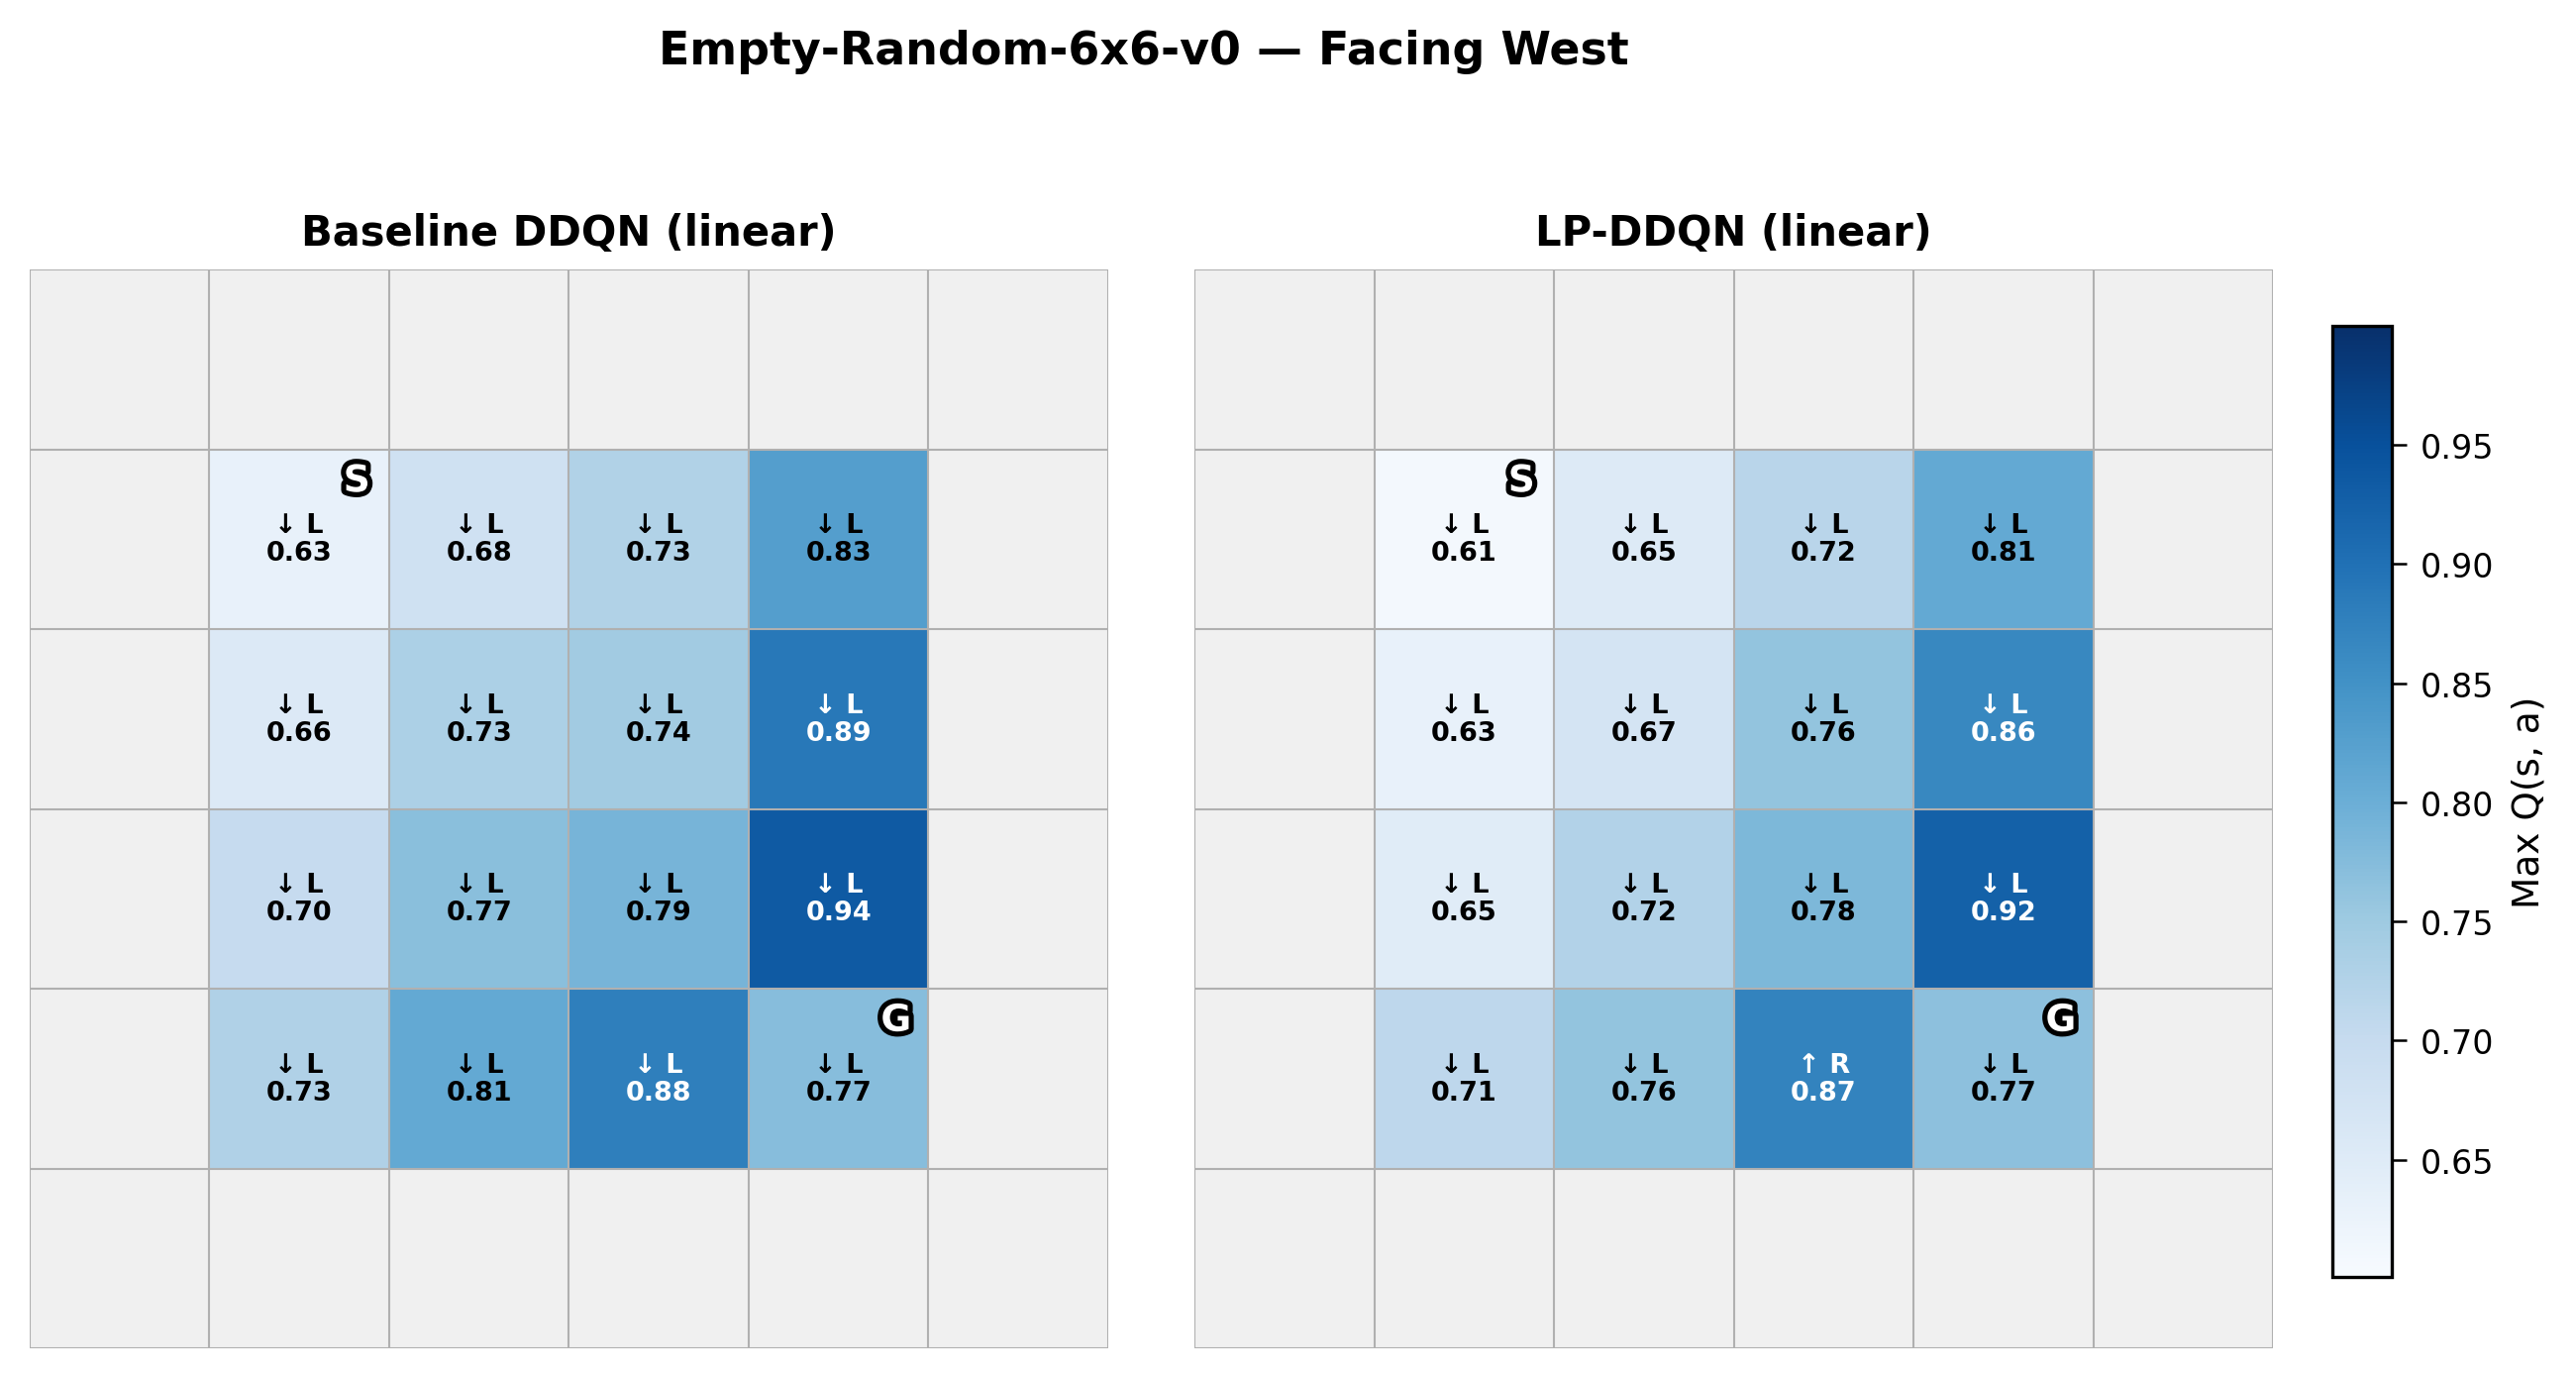 Empty-Random-6x6-v0 — Facing West
Baseline DDQN (linear)
S
↓ L ↓ L ↓ L ↓ L
0.63 0.68 0.73 0.83
↓ L ↓ L ↓ L ↓ L
0.66 0.73 0.74 0.89
↓ L ↓ L ↓ L ↓ L
0.70 0.77 0.79 0.94
G
↓ L ↓ L ↓ L ↓ L
0.73 0.81 0.88 0.77
LP-DDQN (linear)
S
↓ L ↓ L ↓ L ↓ L
0.61 0.65 0.72 0.81
↓ L ↓ L ↓ L ↓ L
0.63 0.67 0.76 0.86
↓ L ↓ L ↓ L ↓ L
0.65 0.72 0.78 0.92
G
↓ L ↓ L ↑ R ↓ L
0.71 0.76 0.87 0.77
0.95
0.90
0.85
0.80
0.75
0.70
0.65
Max Q(s, a)